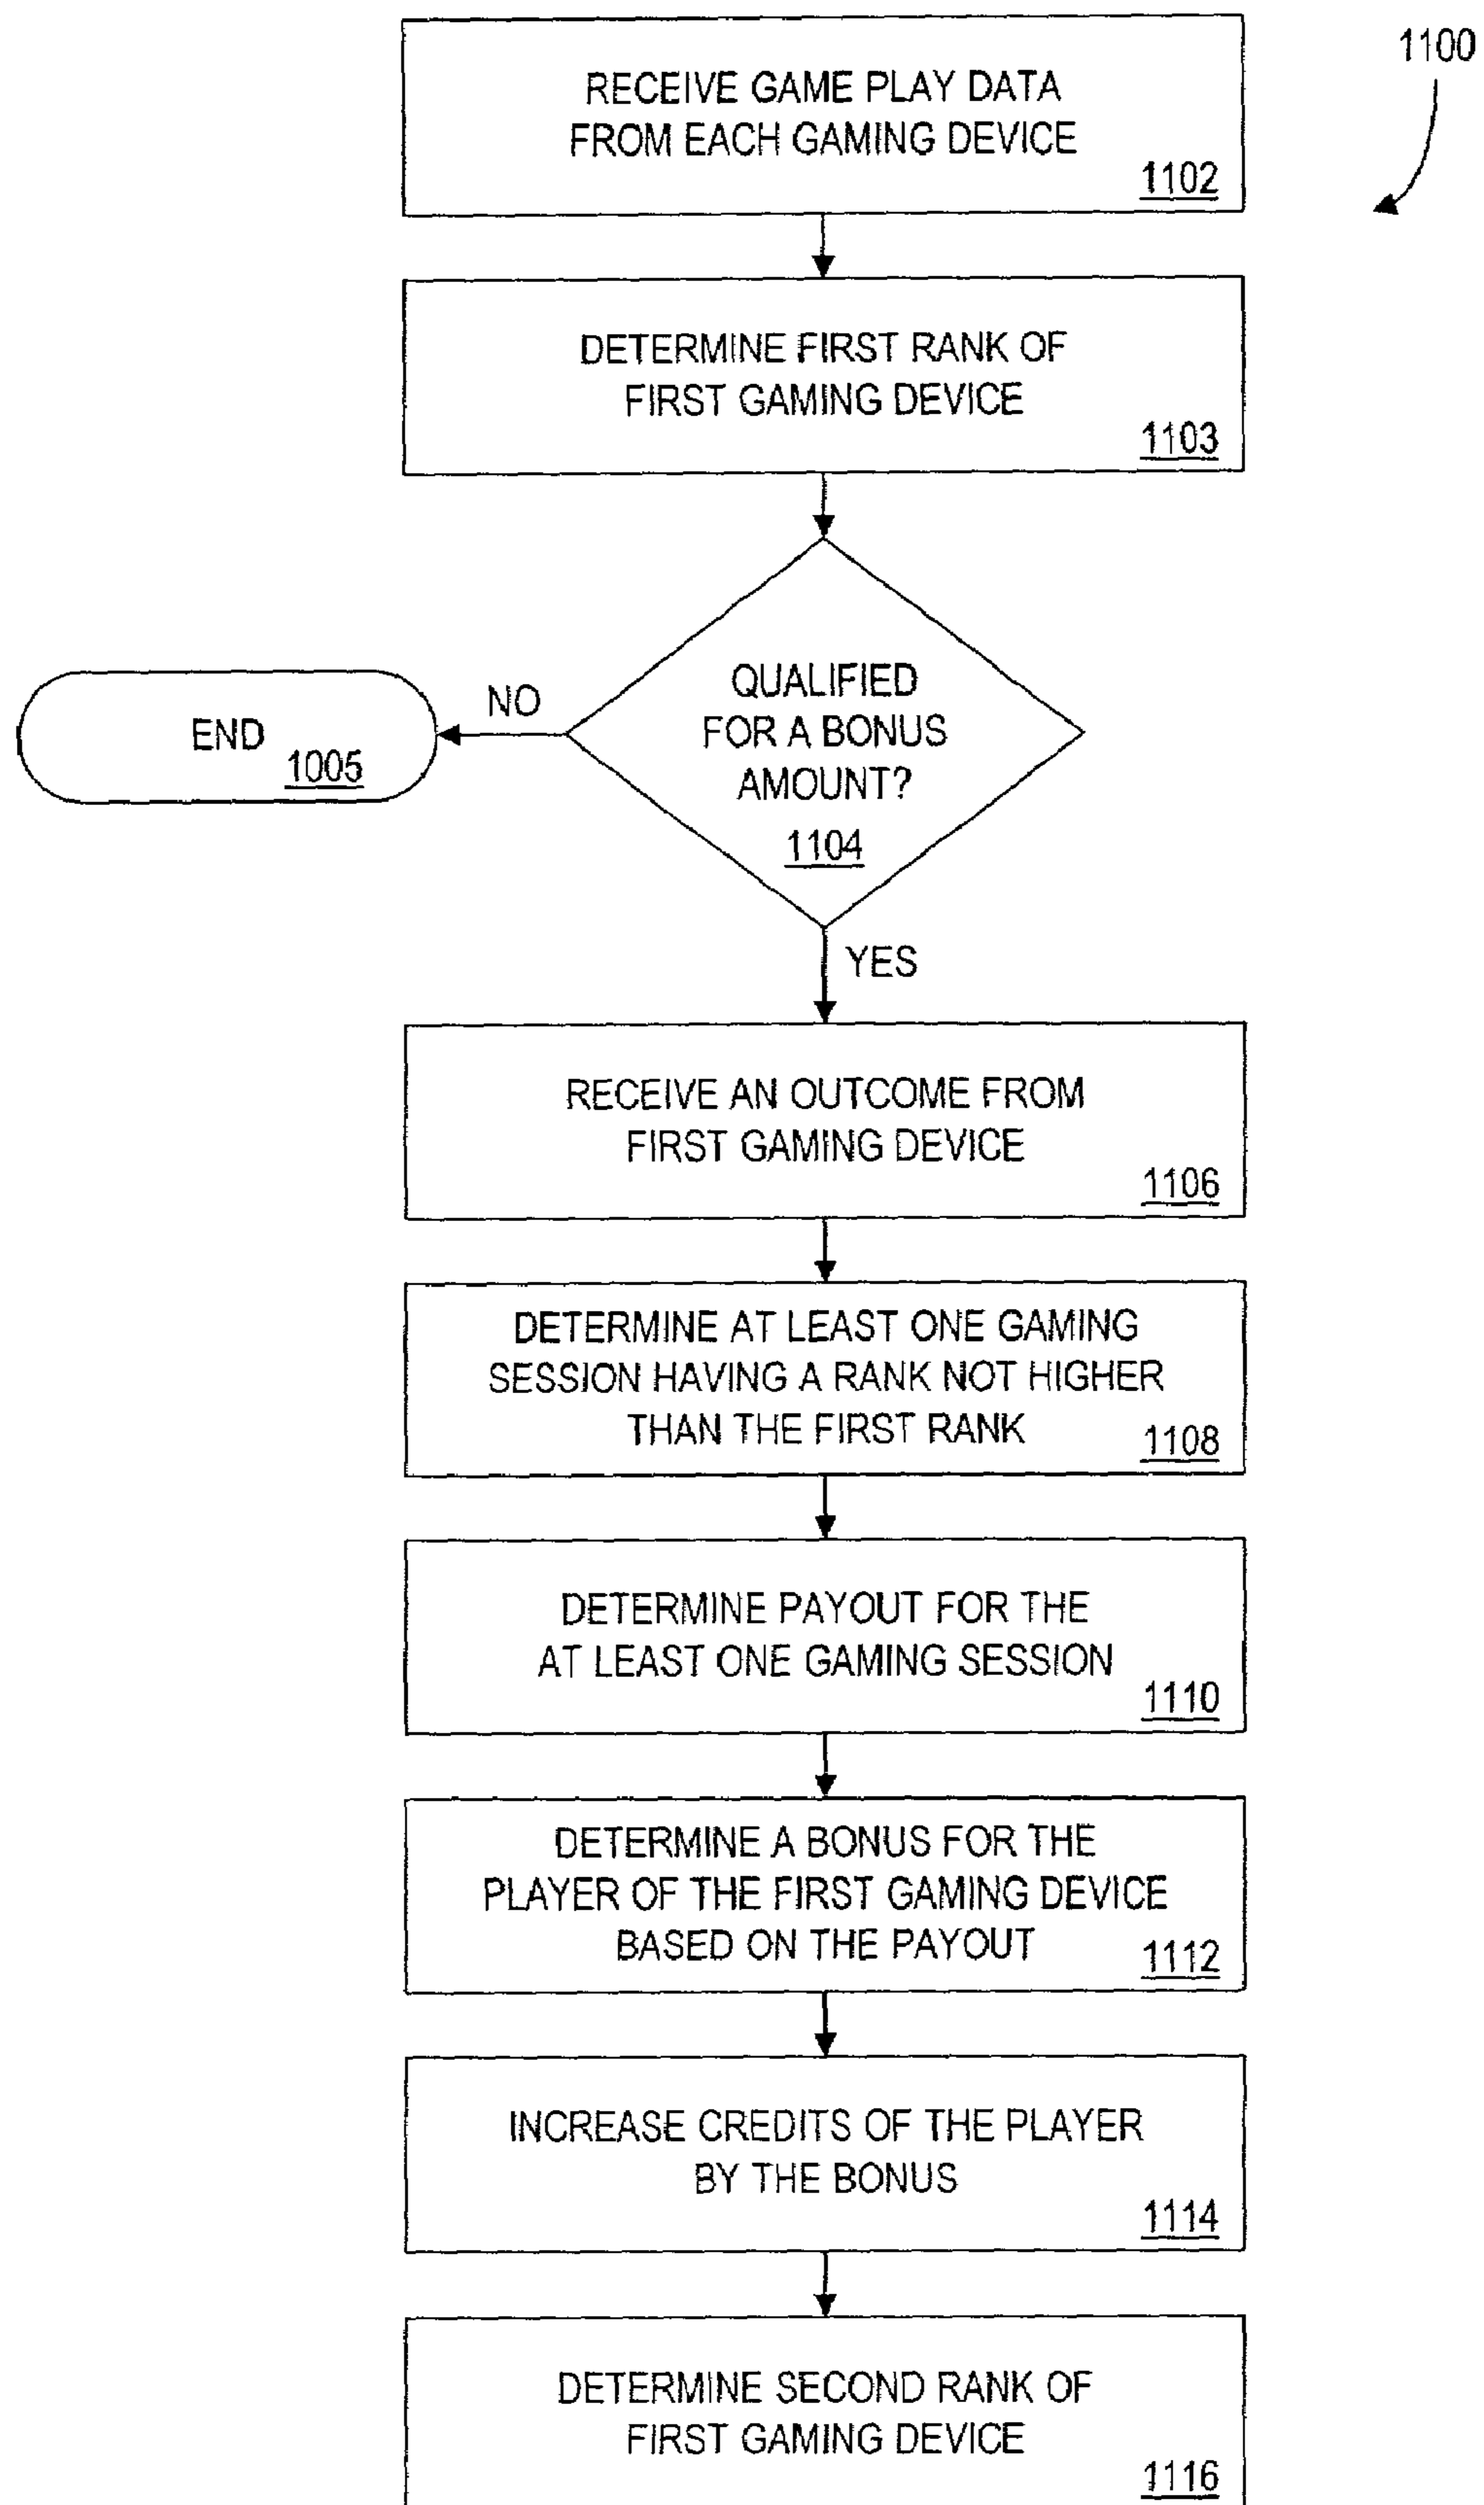 1100
RECEIVE GAME PLAY DATA
FROM EACH GAMING DEVICE
1102
DETERMINE FIRST RANK OF
FIRST GAMING DEVICE
1103
QUALIFIED
FOR A BONUS
AMOUNT?
1104
NO
END
1005
YES
RECEIVE AN OUTCOME FROM
FIRST GAMING DEVICE
1106
DETERMINE AT LEAST ONE GAMING
SESSION HAVING A RANK NOT HIGHER
THAN THE FIRST RANK
1108
DETERMINE PAYOUT FOR THE
AT LEAST ONE GAMING SESSION
1110
DETERMINE A BONUS FOR THE
PLAYER OF THE FIRST GAMING DEVICE
BASED ON THE PAYOUT
1112
INCREASE CREDITS OF THE PLAYER
BY THE BONUS
1114
DETERMINE SECOND RANK OF
FIRST GAMING DEVICE
1116